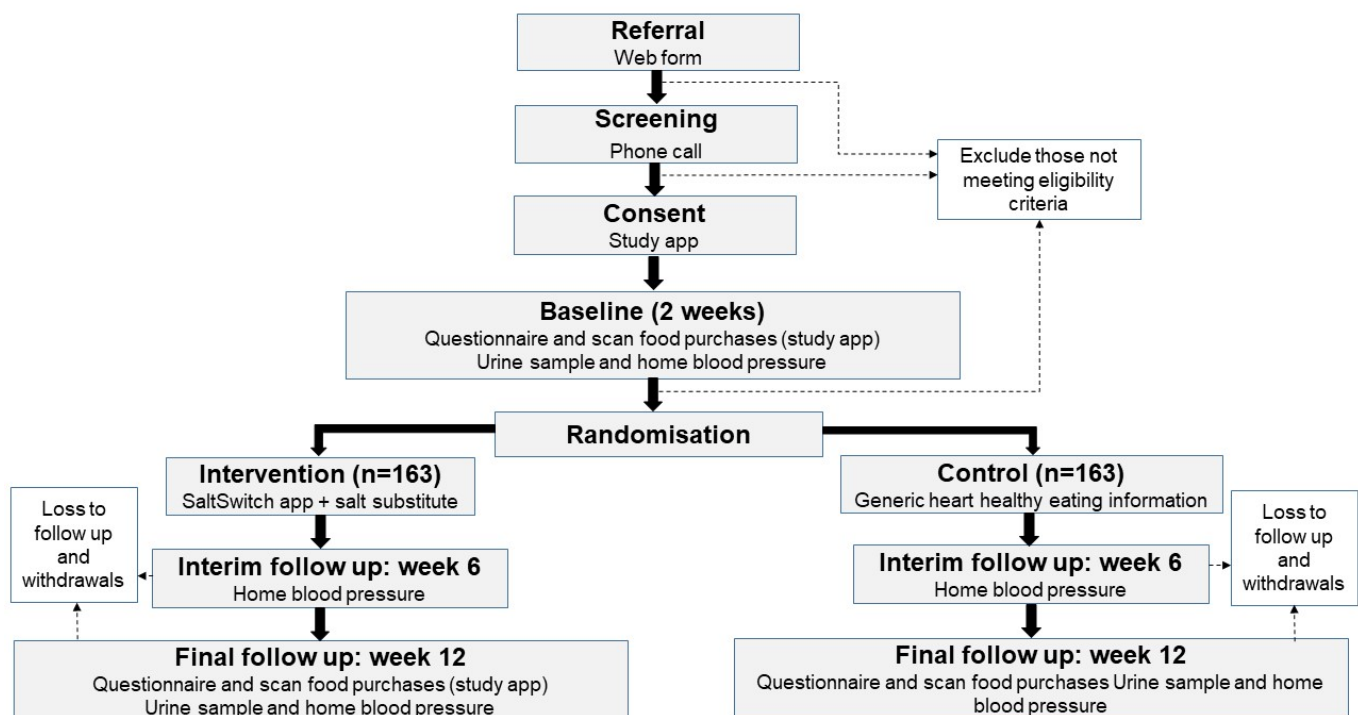 Referral
Web form
Screening
Phone call
Exclude those not
meeting eligibility
criteria
Consent
Study app
Baseline (2 weeks)
Questionnaire and scan food purchases (study app)
Urine sample and home blood pressure
Randomisation
Intervention (n=163)
SaltSwitch app + salt substitute
Control (n=163)
Generic heart healthy eating information
Loss to
follow up
and
withdrawals
Interim follow up: week 6
Home blood pressure
Interim follow up: week 6
Home blood pressure
Loss to
follow up
and
withdrawals
Final follow up: week 12
Questionnaire and scan food purchases (study app)
Urine sample and home blood pressure
Final follow up: week 12
Questionnaire and scan food purchases Urine sample and home
blood pressure